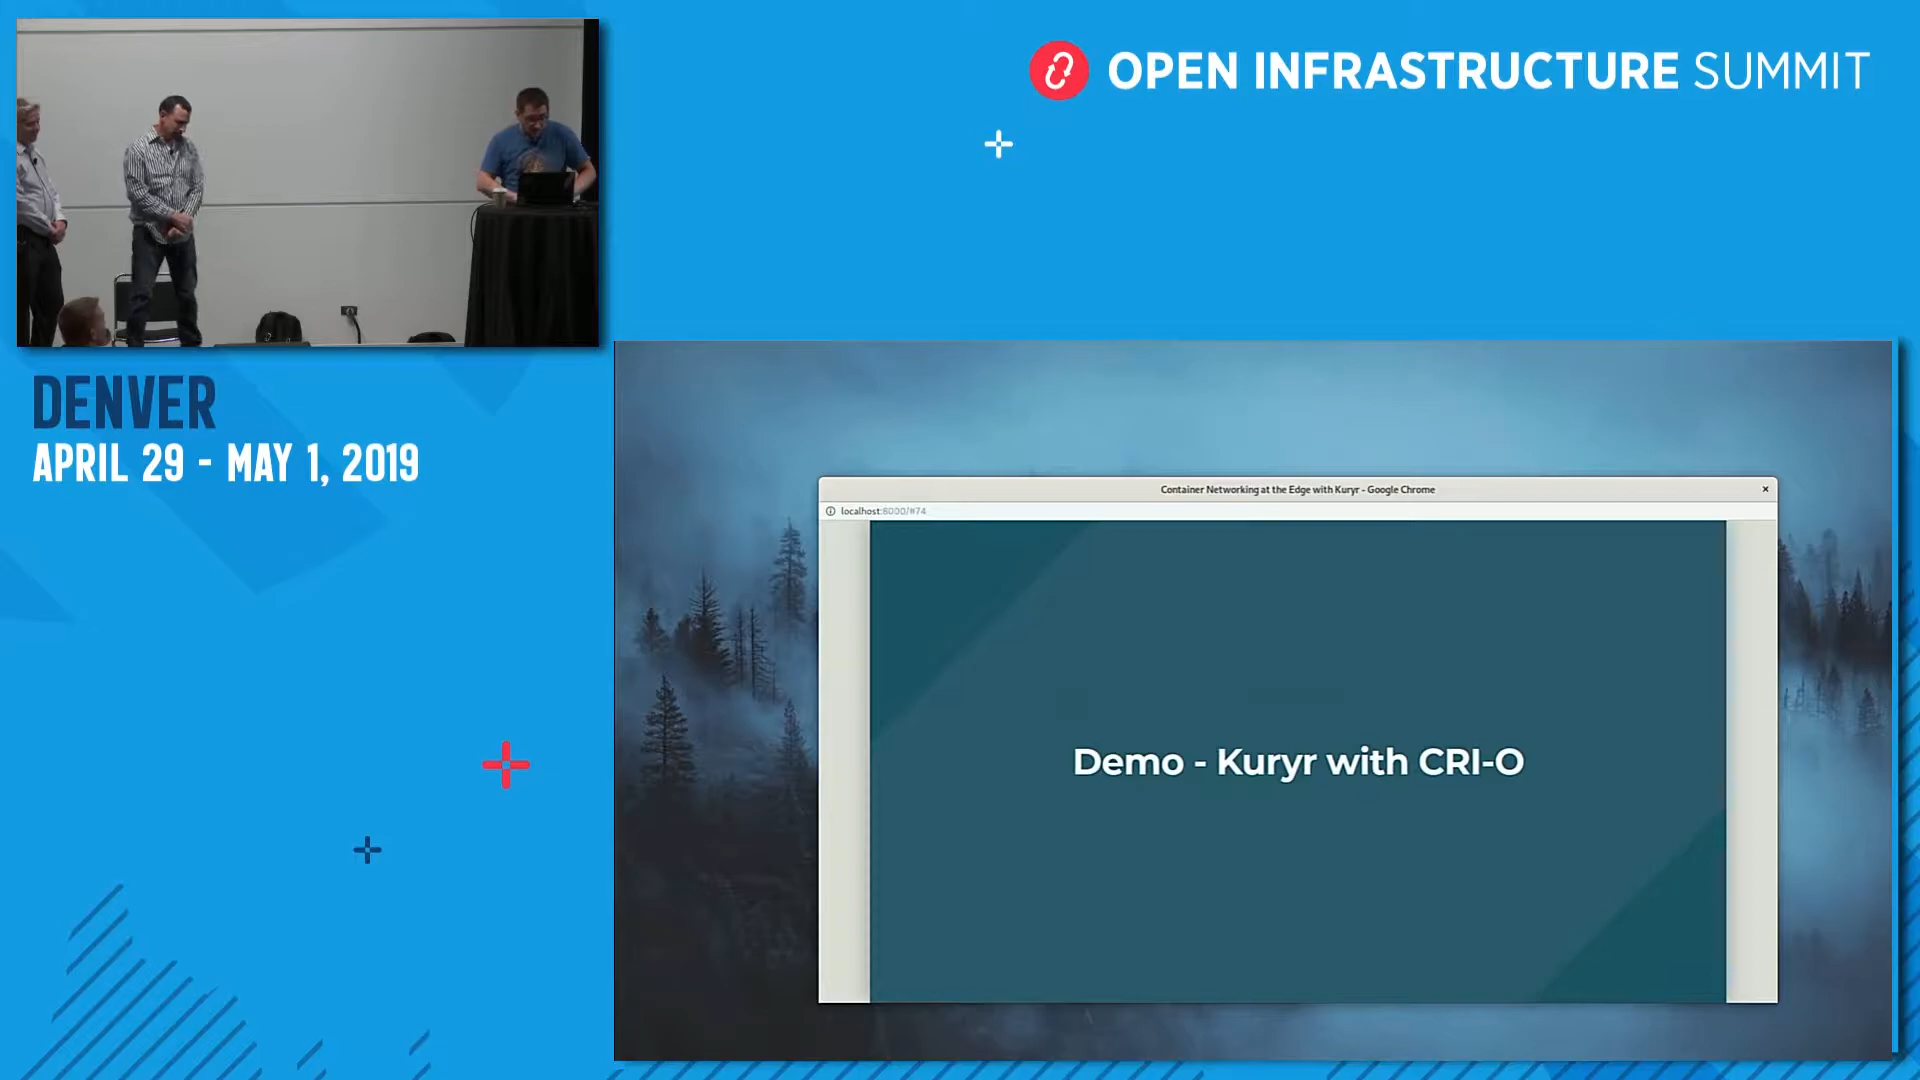 OPEN INFRASTRUCTURE SUMMIT
DENVER
APRIL 29 - MAY 1, 2019
Container Networking at the Edge with Kuryr - Google Chrome
localhost:8000/#74
Demo - Kuryr with CRI-O